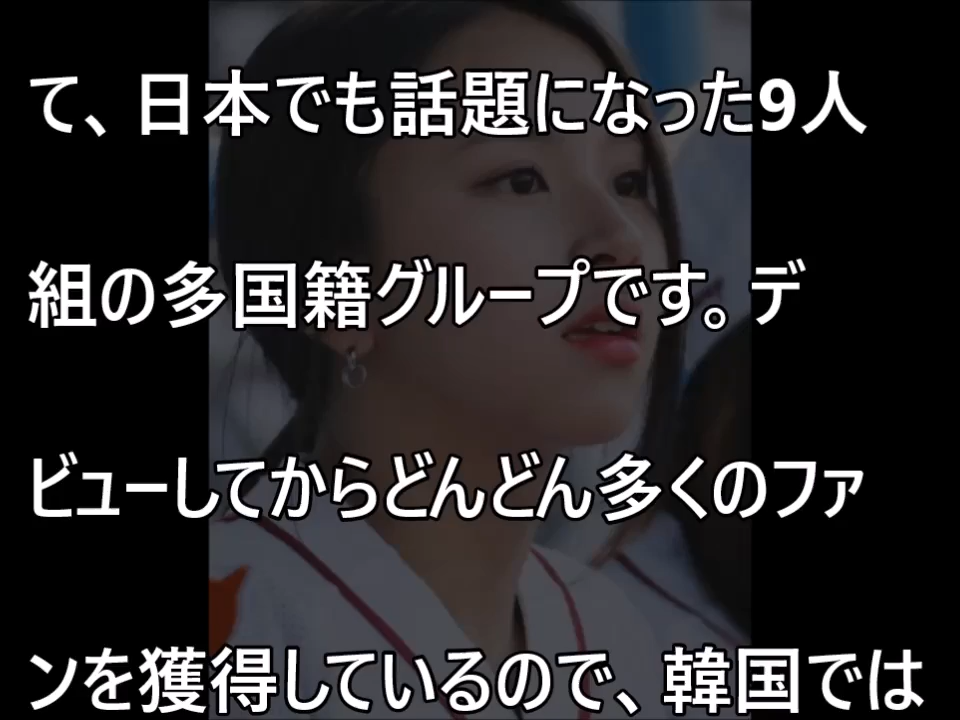 て、日本でも話題になった9人
組の多国籍グループです。デ
ビューしてからどんどん多くのファ
ンを獲得しているので、韓国では